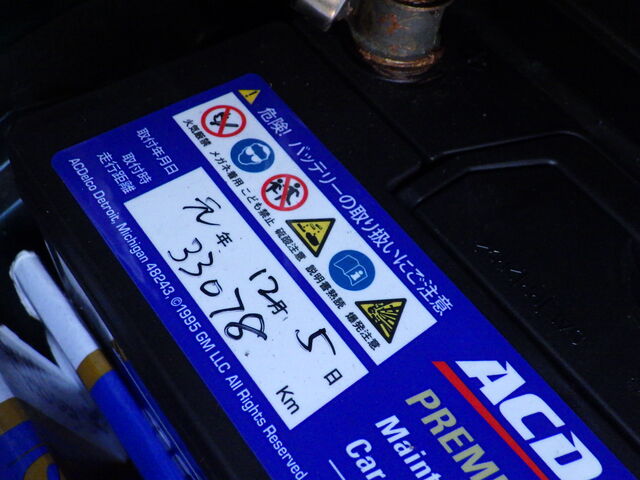 危険! バッテリーの取り扱いにご注意
火気厳禁 メガネ着用 こども禁止 硫酸注意 説明書熟読 爆発注意
取付年月日 元年 12月 5日
取付時
走行距離 33078 Km
ACDelco Detroit, Michigan 48243, ©1995 GM LLC All Rights Reserved
ACD
PREMI
Maint
Car